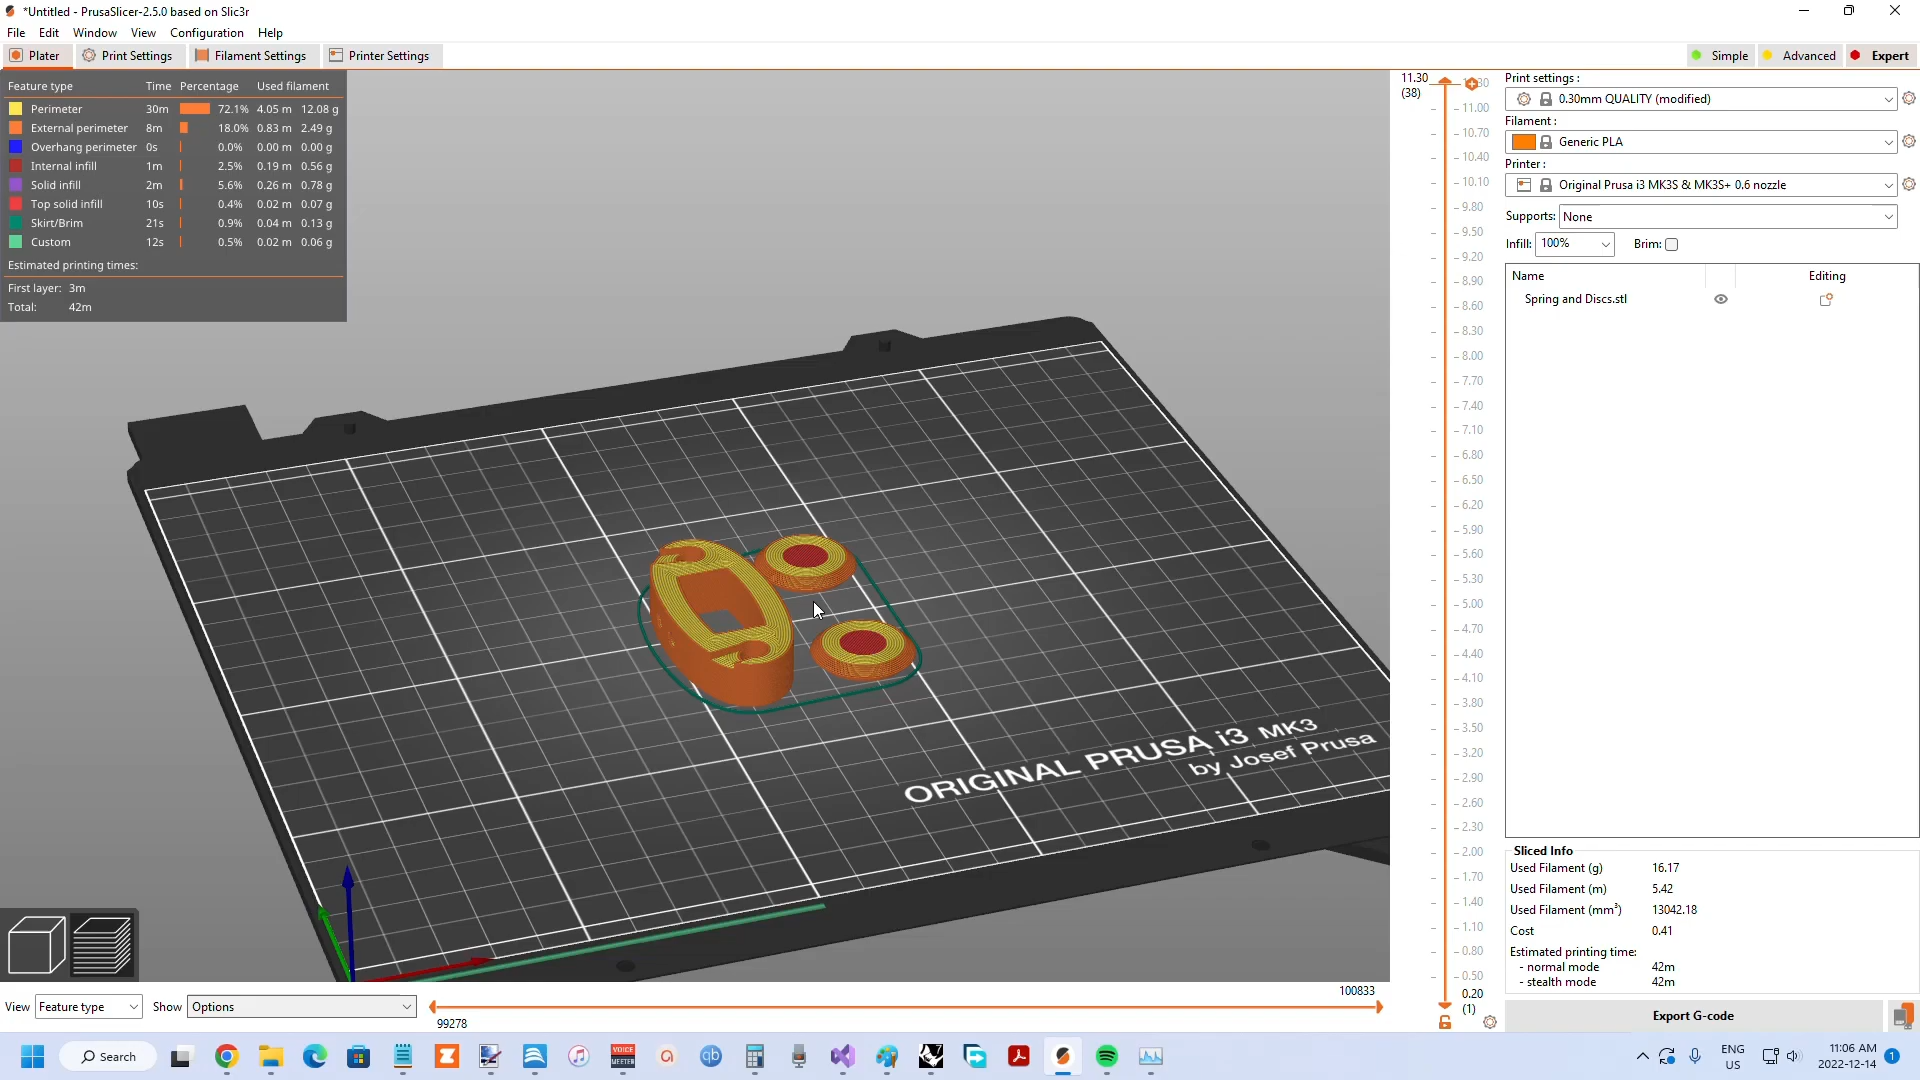 *Untitled - PrusaSlicer-2.5.0 based on Slic3r
File Edit Window View Configuration Help
Plater Print Settings Filament Settings Printer Settings Simple Advanced Expert
Feature type Time Percentage Used filament
Perimeter 30m 72.1% 4.05 m 12.08 g
External perimeter 8m 18.0% 0.83 m 2.49 g
Overhang perimeter 0s 0.0% 0.00 m 0.00 g
Internal infill 1m 2.5% 0.19 m 0.56 g
Solid infill 2m 5.6% 0.26 m 0.78 g
Top solid infill 10s 0.4% 0.02 m 0.07 g
Skirt/Brim 21s 0.9% 0.04 m 0.13 g
Custom 12s 0.5% 0.02 m 0.06 g
Estimated printing times:
First layer: 3m
Total: 42m
ORIGINAL PRUSA i3 MK3
by Josef Prusa
11.30
(38)
11.00
10.70
10.40
10.10
9.80
9.50
9.20
8.90
8.60
8.30
8.00
7.70
7.40
7.10
6.80
6.50
6.20
5.90
5.60
5.30
5.00
4.70
4.40
4.10
3.80
3.50
3.20
2.90
2.60
2.30
2.00
1.70
1.40
1.10
0.80
0.50
0.20
(1)
Print settings :
0.30mm QUALITY (modified)
Filament :
Generic PLA
Printer :
Original Prusa i3 MK3S & MK3S+ 0.6 nozzle
Supports: None
Infill: 100% Brim:
Name Editing
Spring and Discs.stl
Sliced Info
Used Filament (g) 16.17
Used Filament (m) 5.42
Used Filament (mm³) 13042.18
Cost 0.41
Estimated printing time:
- normal mode 42m
- stealth mode 42m
Export G-code
100833
View Feature type Show Options
99278
Search
VOICE
MEETER
qb
ENG
US
11:06 AM
2022-12-14
1